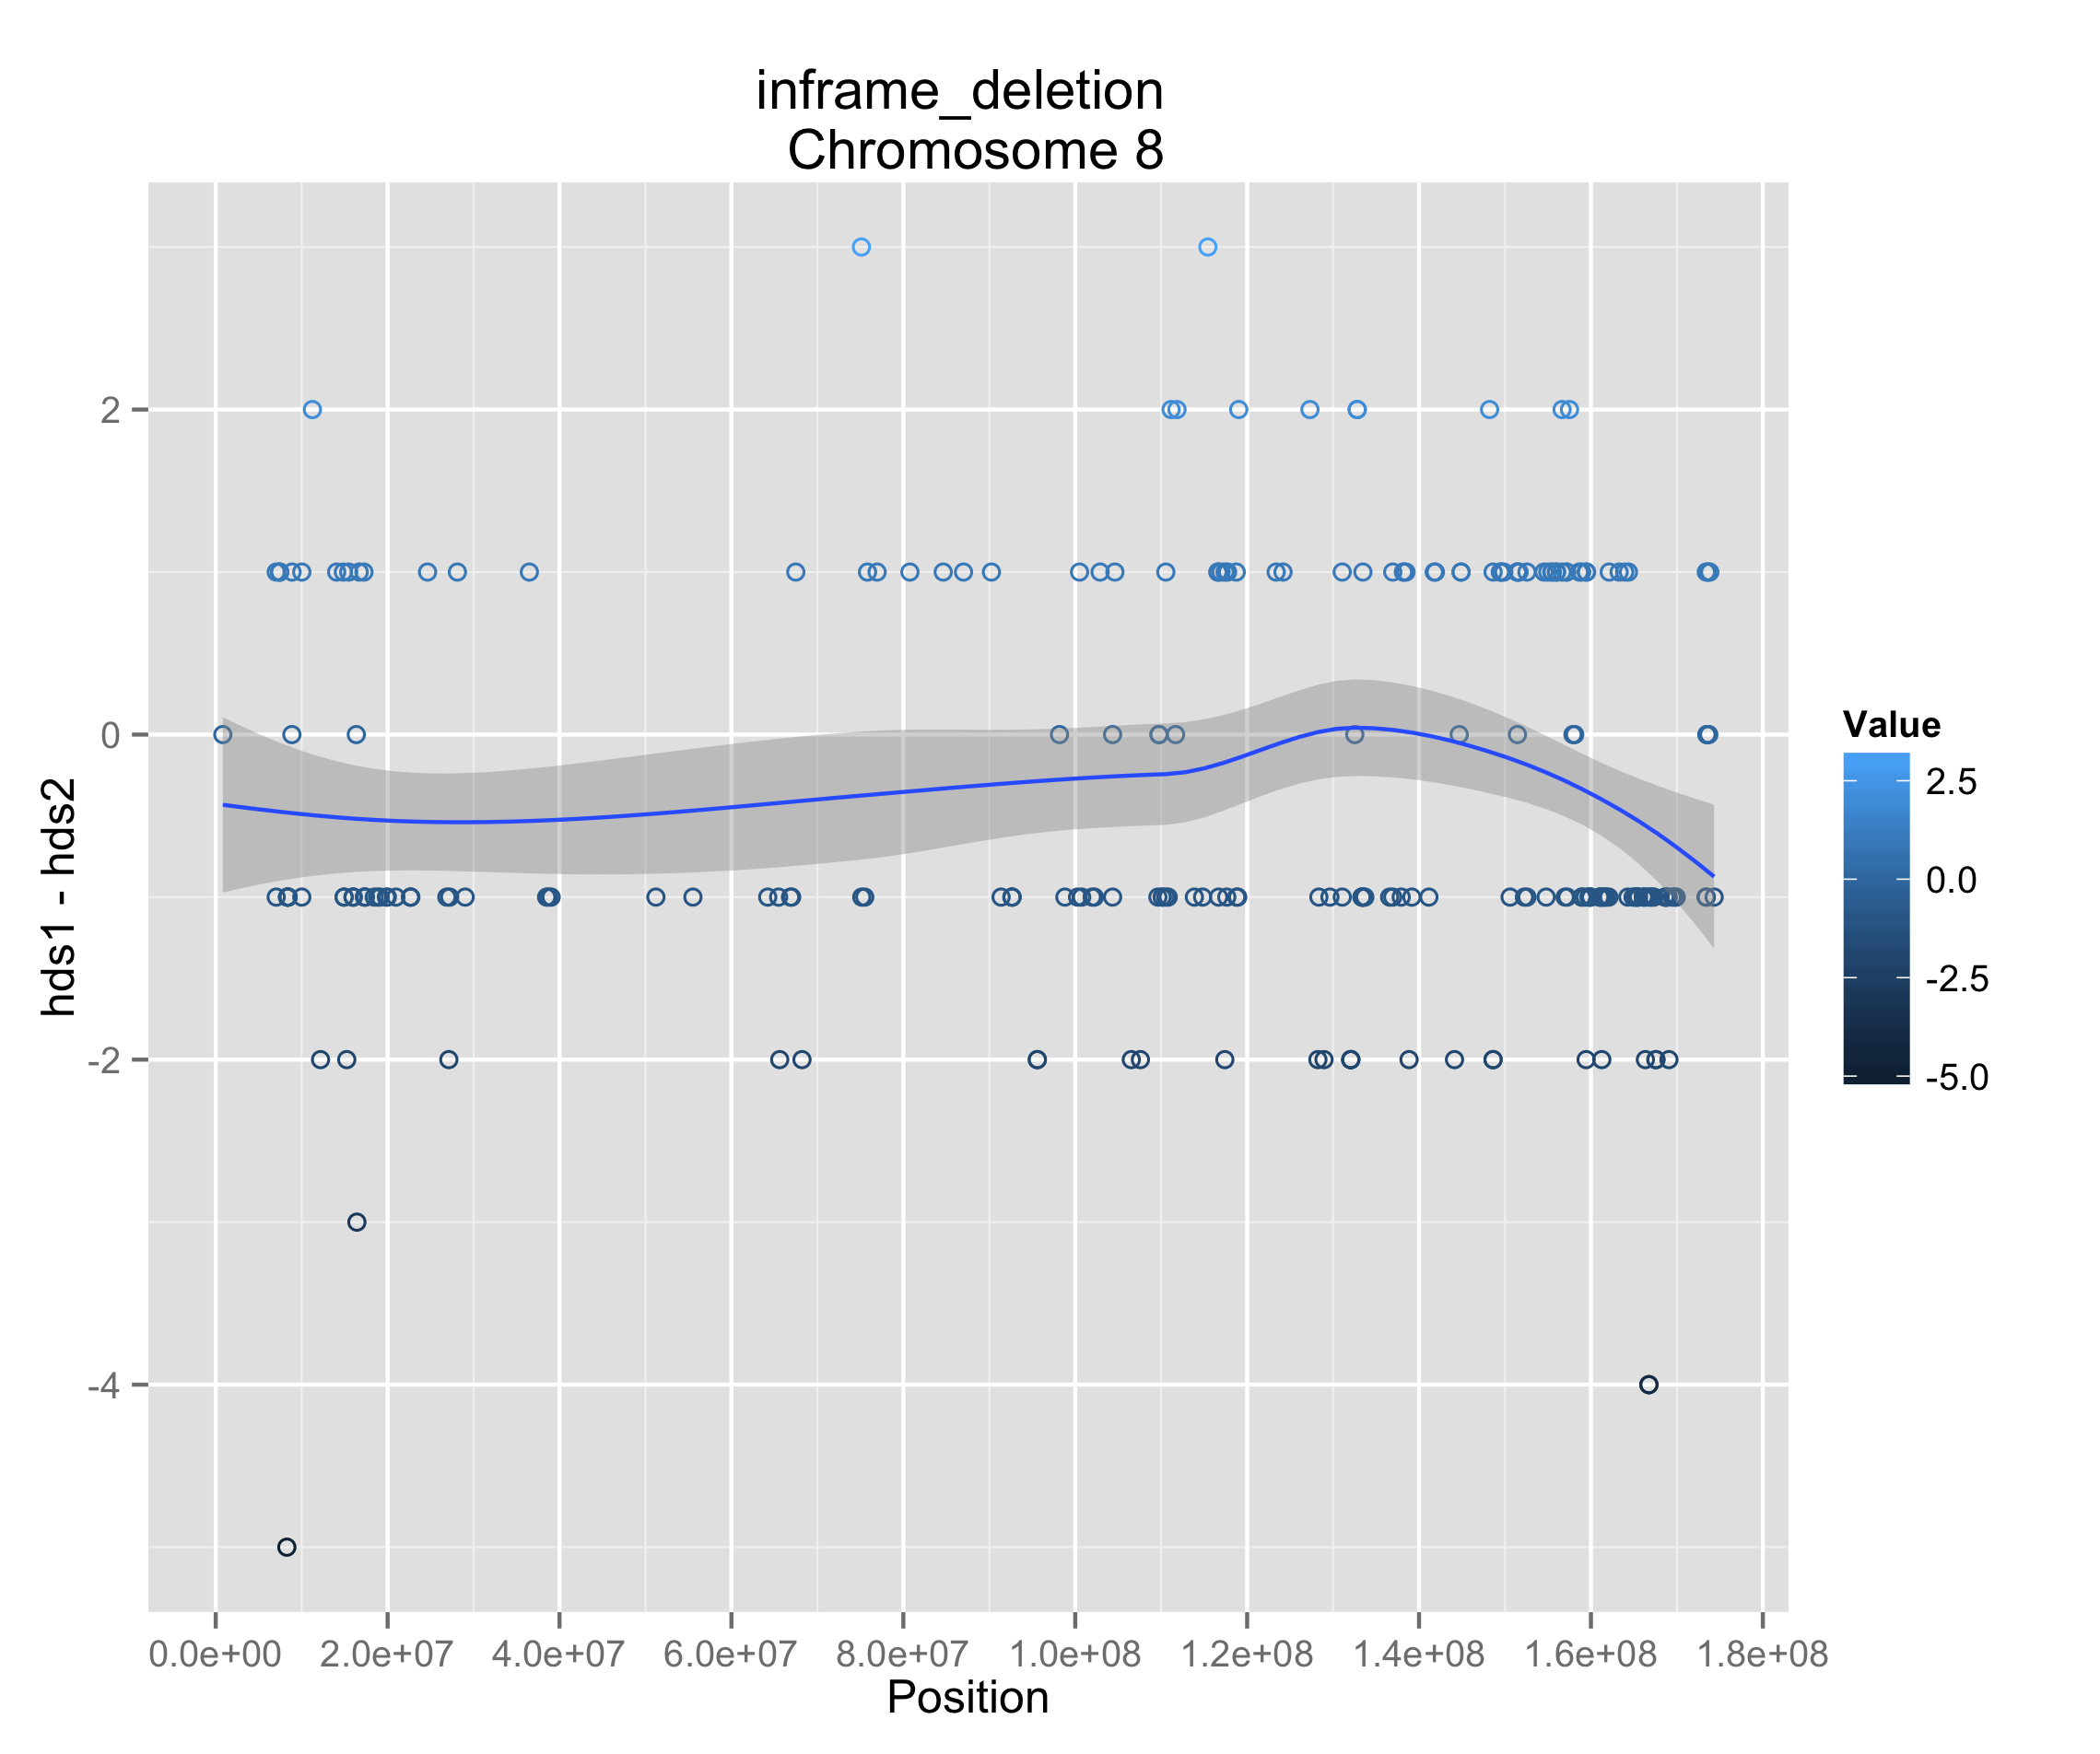 inframe_deletion
Chromosome 8
hds1 - hds2
2
0
-2
-4
0.0e+00 2.0e+07 4.0e+07 6.0e+07 8.0e+07 1.0e+08 1.2e+08 1.4e+08 1.6e+08 1.8e+08
Position
Value
2.5
0.0
-2.5
-5.0